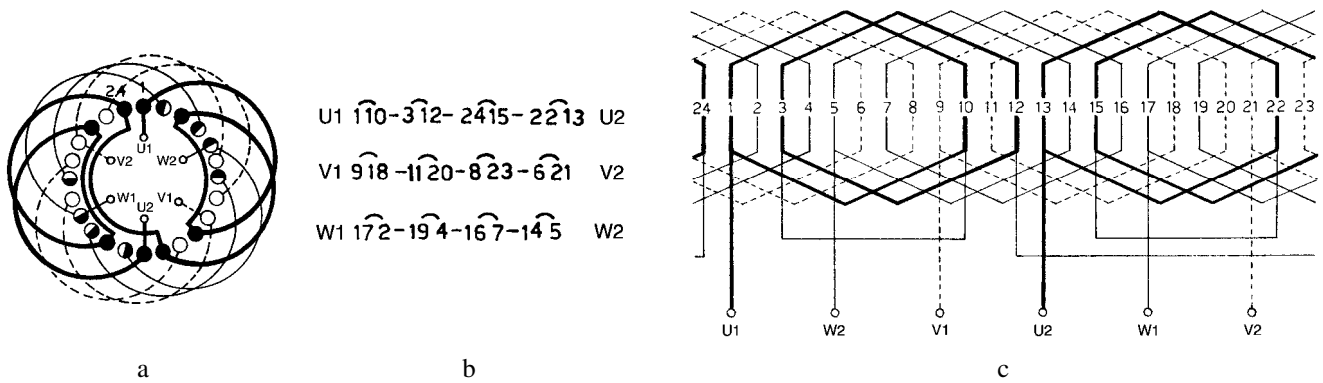 24 1
U1
V2 W2
W1 U2 V1
a
U1 1⌒10-3⌒12-24⌒15-22⌒13 U2
V1 9⌒18-11⌒20-8⌒23-6⌒21 V2
W1 17⌒2-19⌒4-16⌒7-14⌒5 W2
b
24 1 2 3 4 5 6 7 8 9 10 11 12 13 14 15 16 17 18 19 20 21 22 23
U1 W2 V1 U2 W1 V2
c